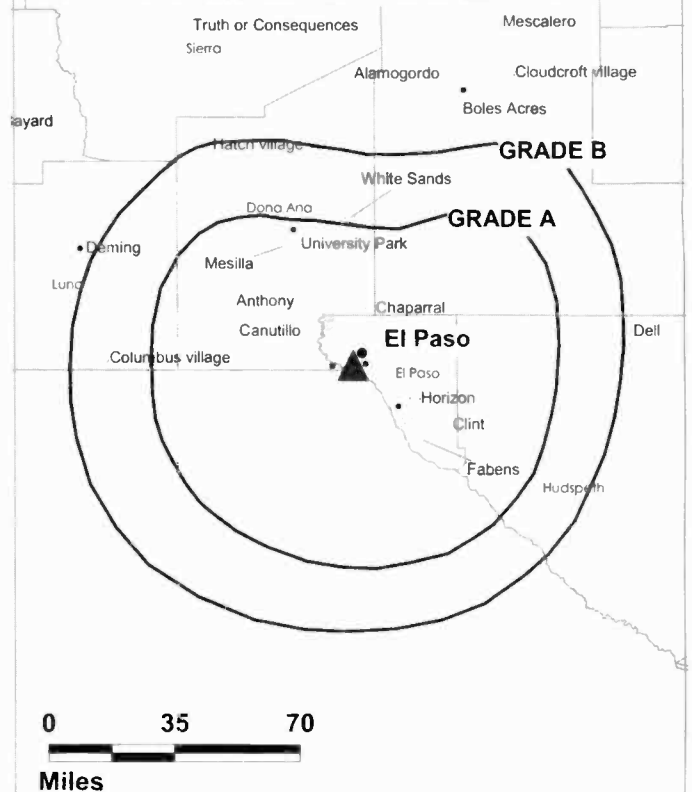 Mescalero
Truth or Consequences
Sierra
Alamogordo
Cloudcroft village
Boles Acres
ayard
Hatch village
GRADE B
White Sands
Dona Ana
GRADE A
University Park
Deming
Mesilla
Luna
Anthony
Chaparral
Canutillo
El Paso
Dell
Columbus village
El Paso
Horizon
Clint
Fabens
Hudspeth
0 35 70
Miles